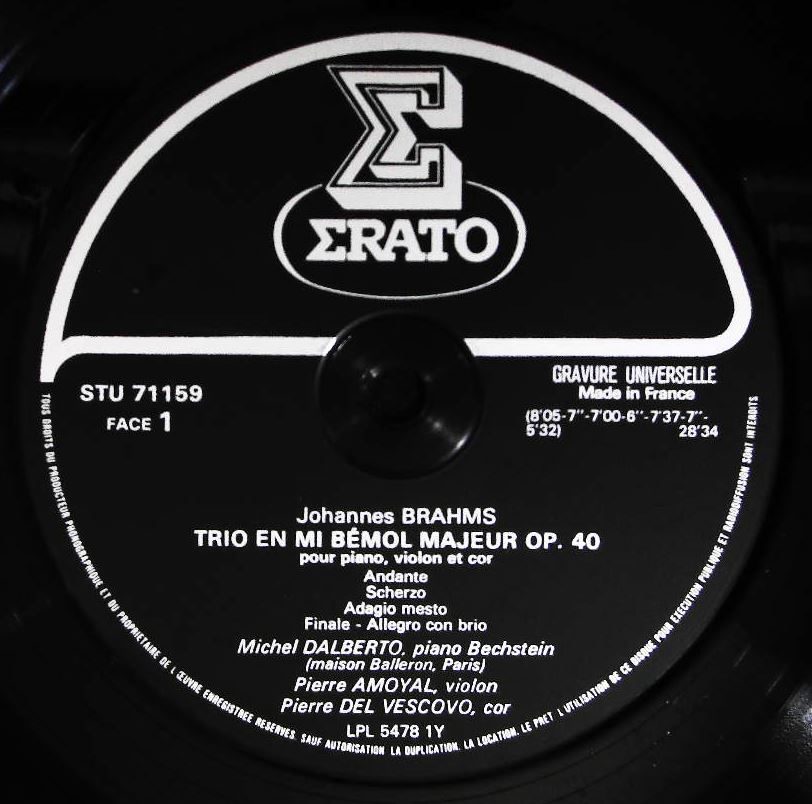 ΣRATO
STU 71159
FACE 1
GRAVURE UNIVERSELLE
Made in France
(8'05-7"-7'00-6"-7'37-7"-
5'32) 28'34
Johannes BRAHMS
TRIO EN MI BÉMOL MAJEUR OP. 40
pour piano, violon et cor
Andante
Scherzo
Adagio mesto
Finale - Allegro con brio
Michel DALBERTO, piano Bechstein
(maison Balleron, Paris)
Pierre AMOYAL, violon
Pierre DEL VESCOVO, cor
LPL 5478 1Y
TOUS DROITS DU PRODUCTEUR PHONOGRAPHIQUE ET DU PROPRIETAIRE DE L ŒUVRE ENREGISTREE RESERVES. SAUF AUTORISATION LA DUPLICATION, LA LOCATION, LE PRET L UTILISATION DE CE DISQUE POUR EXECUTION PUBLIQUE ET RADIODIFFUSION SONT INTERDITS